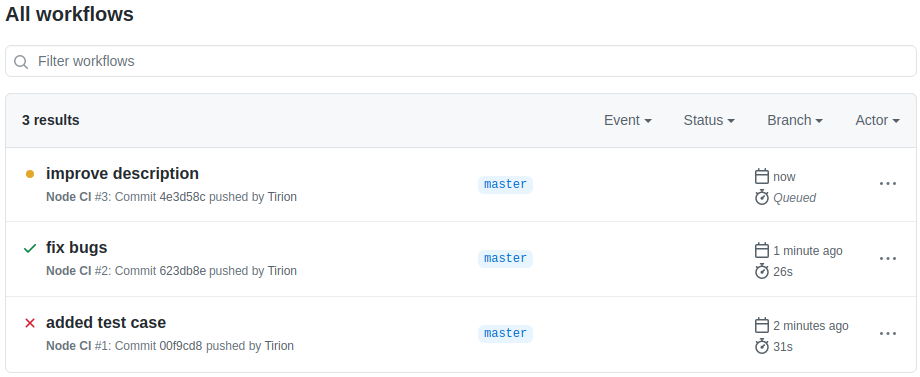 All workflows
Filter workflows
3 results Event Status Branch Actor
improve description
Node CI #3: Commit 4e3d58c pushed by Tirion
master
now
Queued
fix bugs
Node CI #2: Commit 623db8e pushed by Tirion
master
1 minute ago
26s
added test case
Node CI #1: Commit 00f9cd8 pushed by Tirion
master
2 minutes ago
31s